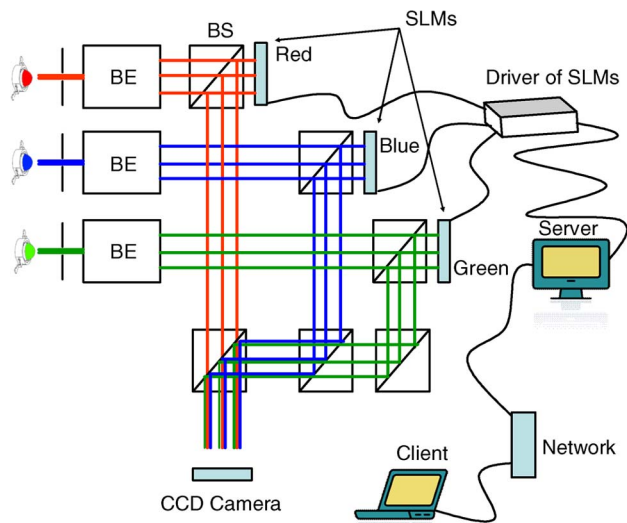 SLMs
BS
Red
BE
Driver of SLMs
Blue
BE
Server
BE
Green
Client
Network
CCD Camera